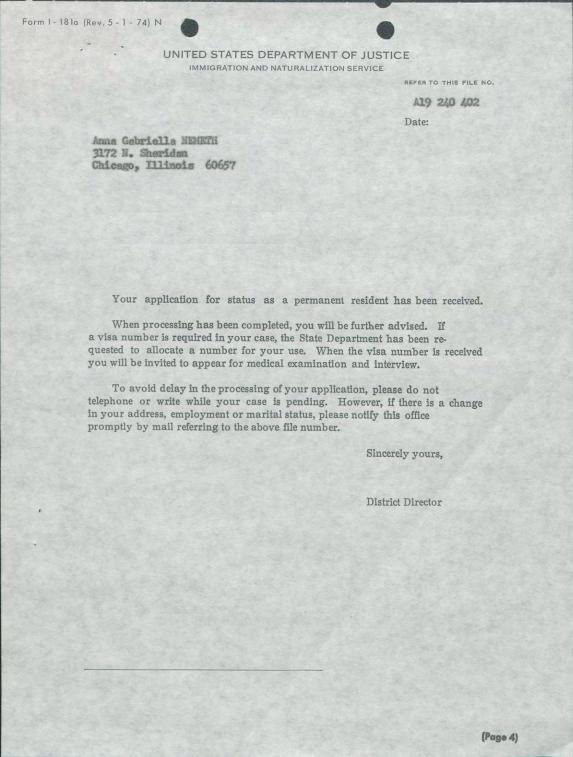 Form I - 181a (Rev. 5 - 1 - 74) N
UNITED STATES DEPARTMENT OF JUSTICE
IMMIGRATION AND NATURALIZATION SERVICE
REFER TO THIS FILE NO.
A19 240 402
Date:
Anna Gabriella NEMETH
3172 N. Sheridan
Chicago, Illinois 60657
Your application for status as a permanent resident has been received.
When processing has been completed, you will be further advised. If
a visa number is required in your case, the State Department has been re-
quested to allocate a number for your use. When the visa number is received
you will be invited to appear for medical examination and interview.
To avoid delay in the processing of your application, please do not
telephone or write while your case is pending. However, if there is a change
in your address, employment or marital status, please notify this office
promptly by mail referring to the above file number.
Sincerely yours,
District Director
(Page 4)